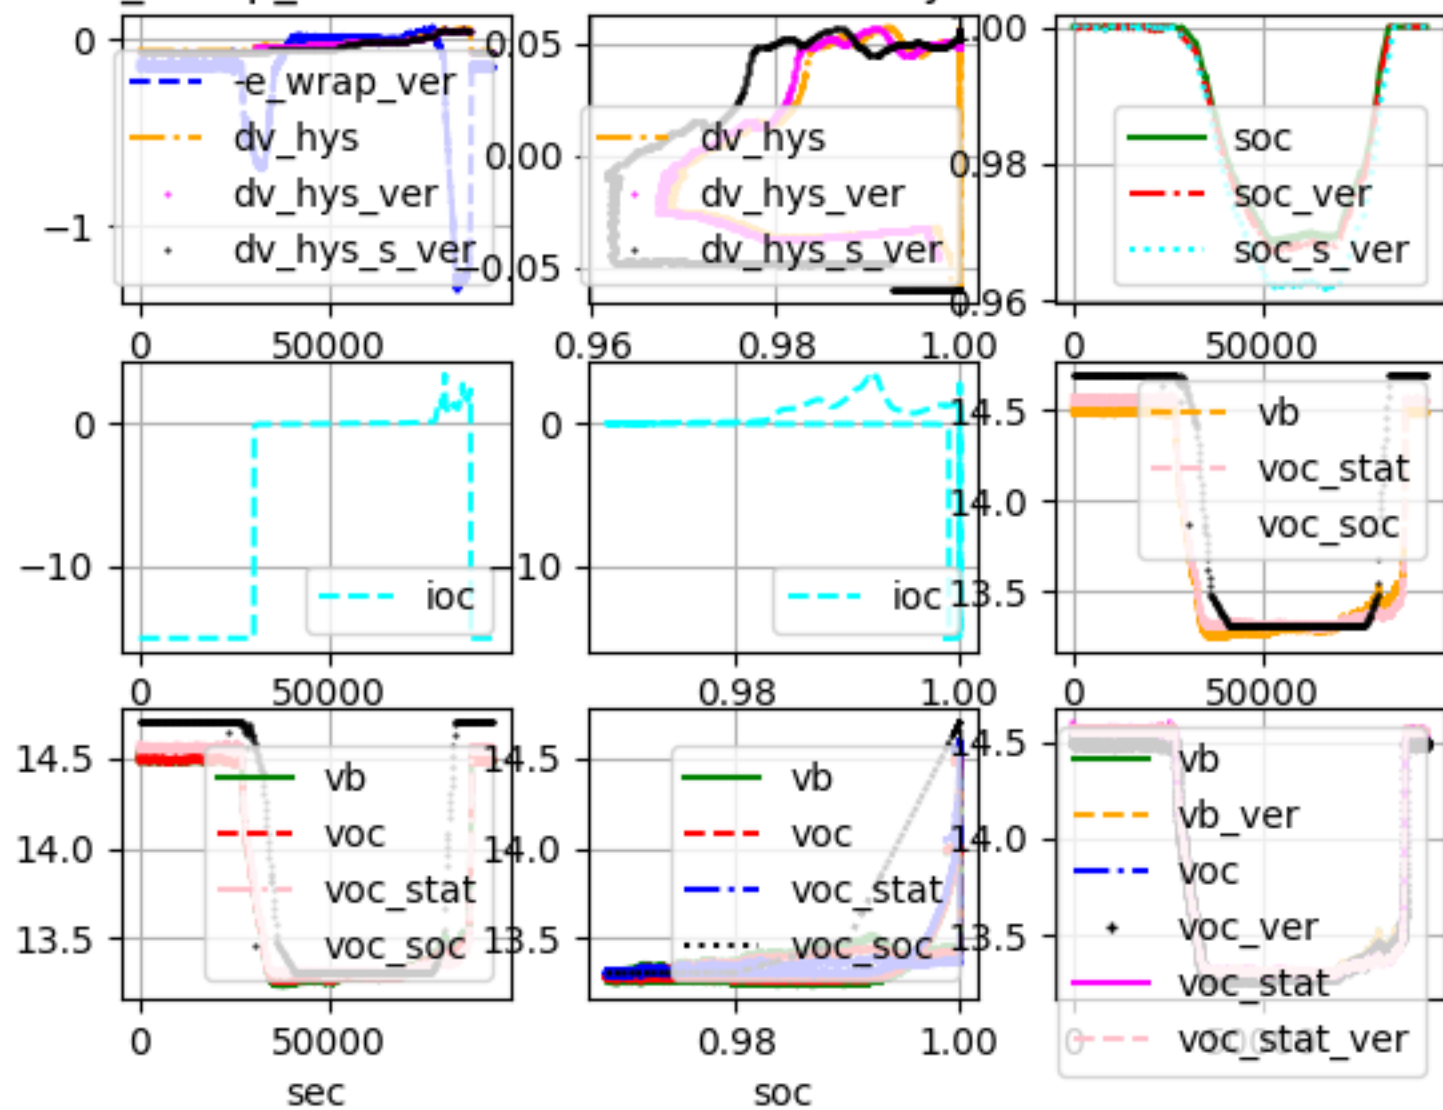 0
−1
-e_wrap_ver
dv_hys
dv_hys_ver
dv_hys_s_ver
0
50000
0.05
0.00
−0.05
dv_hys
dv_hys_ver
dv_hys_s_ver
0.96
0.98
1.00
1.00
0.98
0.96
soc
soc_ver
soc_s_ver
0
50000
0
−10
ioc
0
50000
0
−10
ioc
0.98
1.00
14.5
14.0
13.5
vb
voc_stat
voc_soc
0
50000
14.5
14.0
13.5
vb
voc
voc_stat
voc_soc
0
50000
sec
14.5
14.0
13.5
vb
voc
voc_stat
voc_soc
0.98
1.00
soc
14.5
14.0
13.5
vb
vb_ver
voc
voc_ver
voc_stat
voc_stat_ver
0
50000